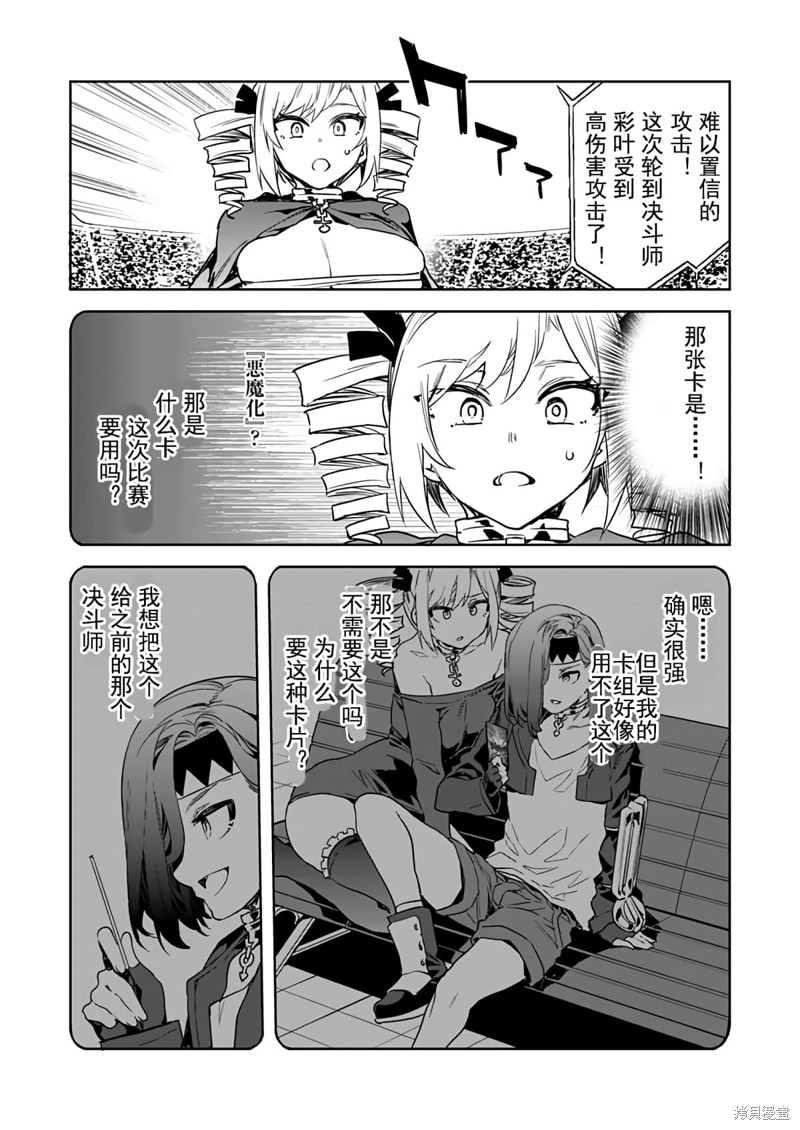 难以置信的
攻击！
这次轮到决斗师
彩叶受到
高伤害攻击了！
ドドドド
那张卡是……！
『恶魔化』？
那是
什么卡
这次比赛
要用吗？
嗯……
确实很强
但是我的
卡组好像
用不了这个
那不是
不需要这个吗
为什么
要这种卡片？
我想把这个
给之前的那个
决斗师
拷贝漫畫